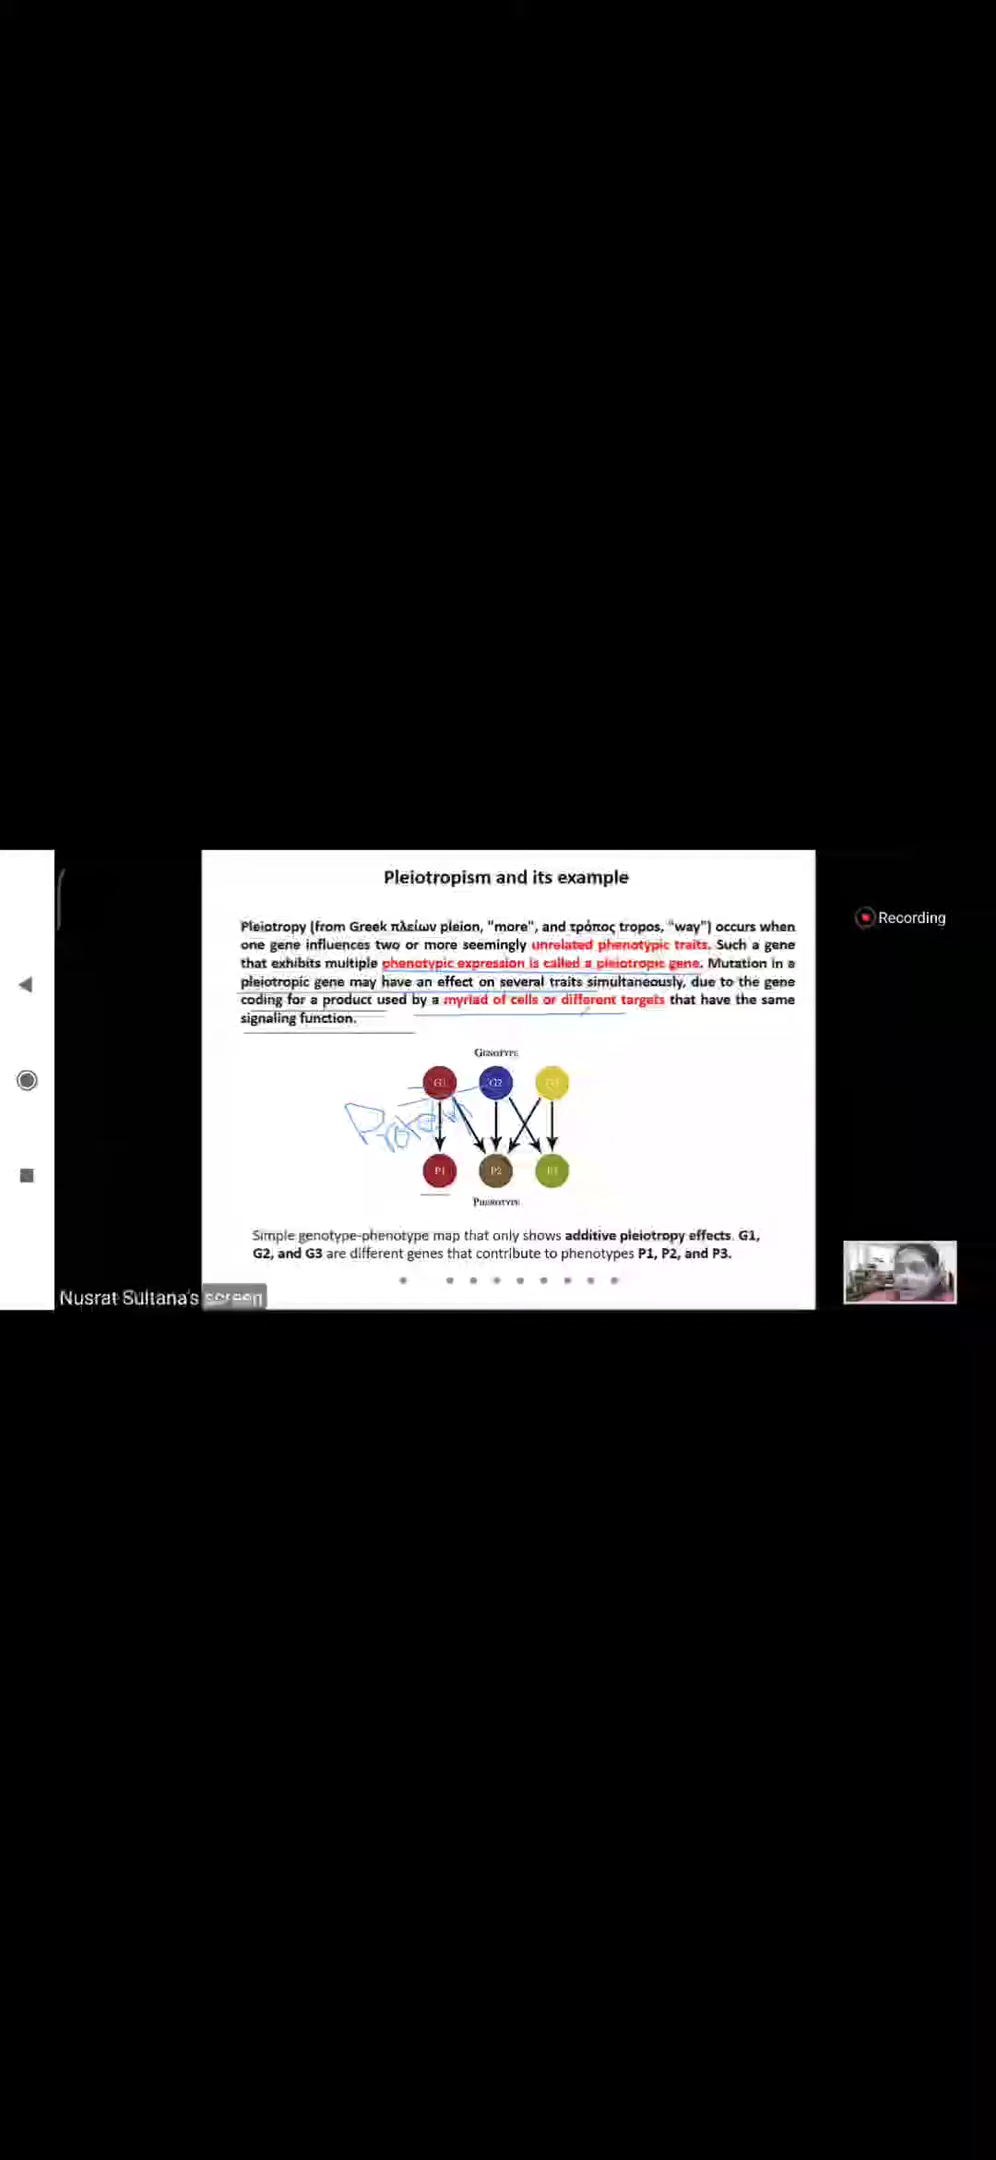 Pleiotropism and its example
Recording
Pleiotropy (from Greek πλείων pleion, "more", and τρόπος tropos, "way") occurs when
one gene influences two or more seemingly unrelated phenotypic traits. Such a gene
that exhibits multiple phenotypic expression is called a pleiotropic gene. Mutation in a
pleiotropic gene may have an effect on several traits simultaneously, due to the gene
coding for a product used by a myriad of cells or different targets that have the same
signaling function.
Genotype
G1 G2 G3
Protein
P1 P2 P3
Phenotype
Simple genotype-phenotype map that only shows additive pleiotropy effects. G1,
G2, and G3 are different genes that contribute to phenotypes P1, P2, and P3.
Nusrat Sultana's screen